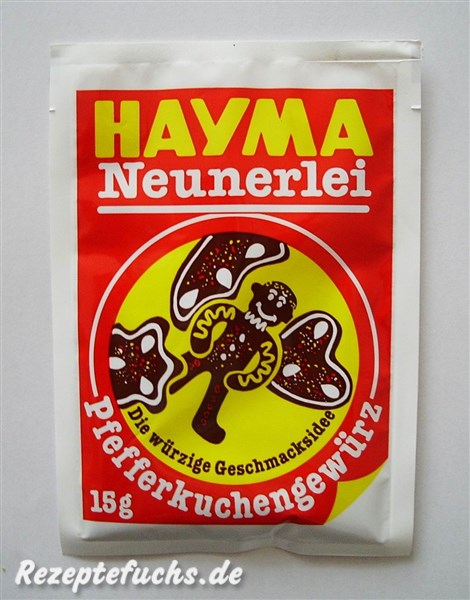 HAYMA
Neunerlei
Die würzige Geschmacksidee
Pfefferkuchengewürz
15g
Rezeptefuchs.de